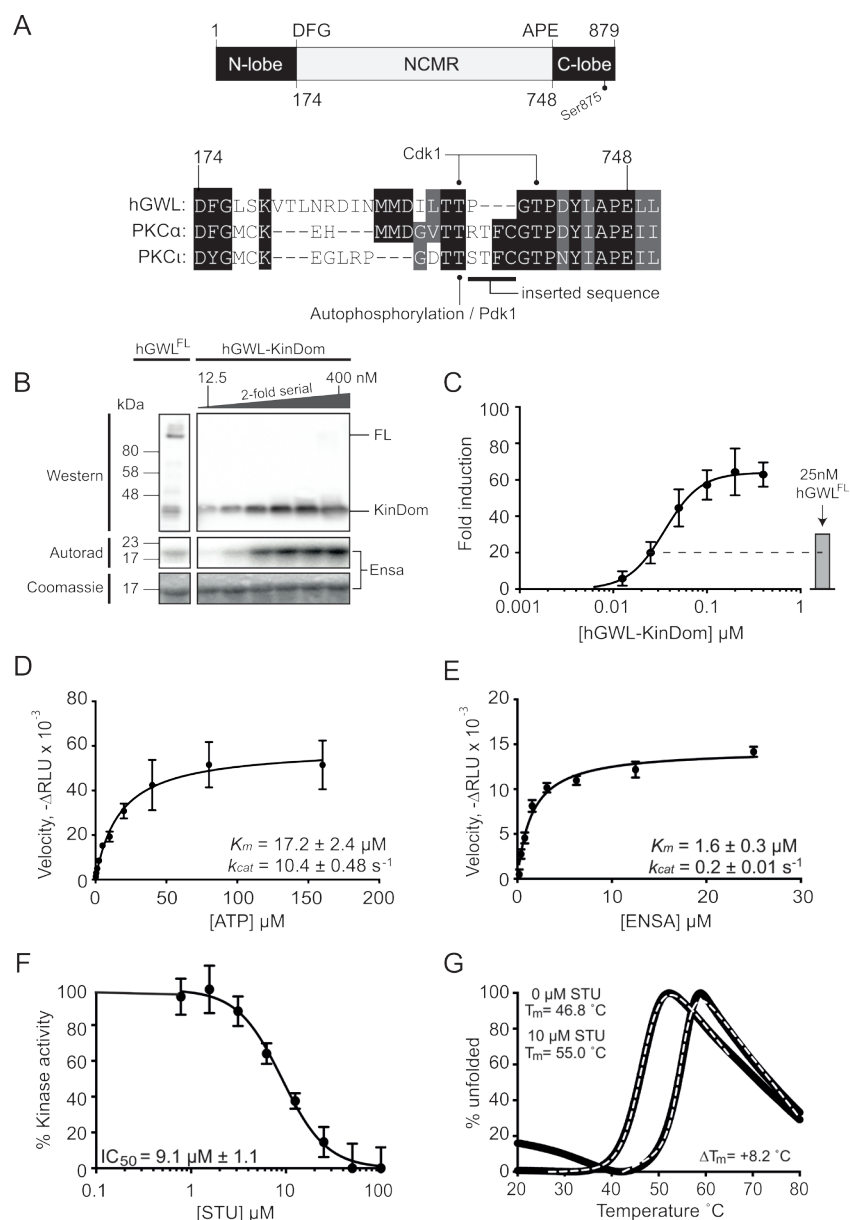 A
1 DFG APE 879
N-lobe NCMR C-lobe
174 748 Ser875
Cdk1
174 748
hGWL: DFGLSKVTLNRDINMMDILTTP---GTPDYLAPELL
PKCα: DFGMCK---EH---MMDGVTTRTFCGTPDYIAPEII
PKCι: DYGMCK---EGLRP---GDTTSTFCGTPNYIAPEIL
inserted sequence
Autophosphorylation / Pdk1
B
hGWL^FL hGWL-KinDom
12.5 400 nM
2-fold serial
kDa
Western
80
58
48
FL
KinDom
Autorad
23
17
Ensa
Coomassie
17
C
Fold induction
100
80
60
40
20
0
0.001 0.01 0.1 1
[hGWL-KinDom] µM
25nM
hGWL^FL
D
Velocity, -ΔRLU x 10^-3
80
60
40
20
0
0 50 100 150 200
[ATP] µM
Km = 17.2 ± 2.4 µM
kcat = 10.4 ± 0.48 s^-1
E
Velocity, -ΔRLU x 10^-3
20
15
10
5
0
0 10 20 30
[ENSA] µM
Km = 1.6 ± 0.3 µM
kcat = 0.2 ± 0.01 s^-1
F
% Kinase activity
100
80
60
40
20
0
0.1 1 10 100
[STU] µM
IC50 = 9.1 µM ± 1.1
G
% unfolded
100
80
60
40
20
0
20 30 40 50 60 70 80
Temperature ˚C
0 µM STU
Tm= 46.8 ˚C
10 µM STU
Tm= 55.0 ˚C
ΔTm= +8.2 ˚C